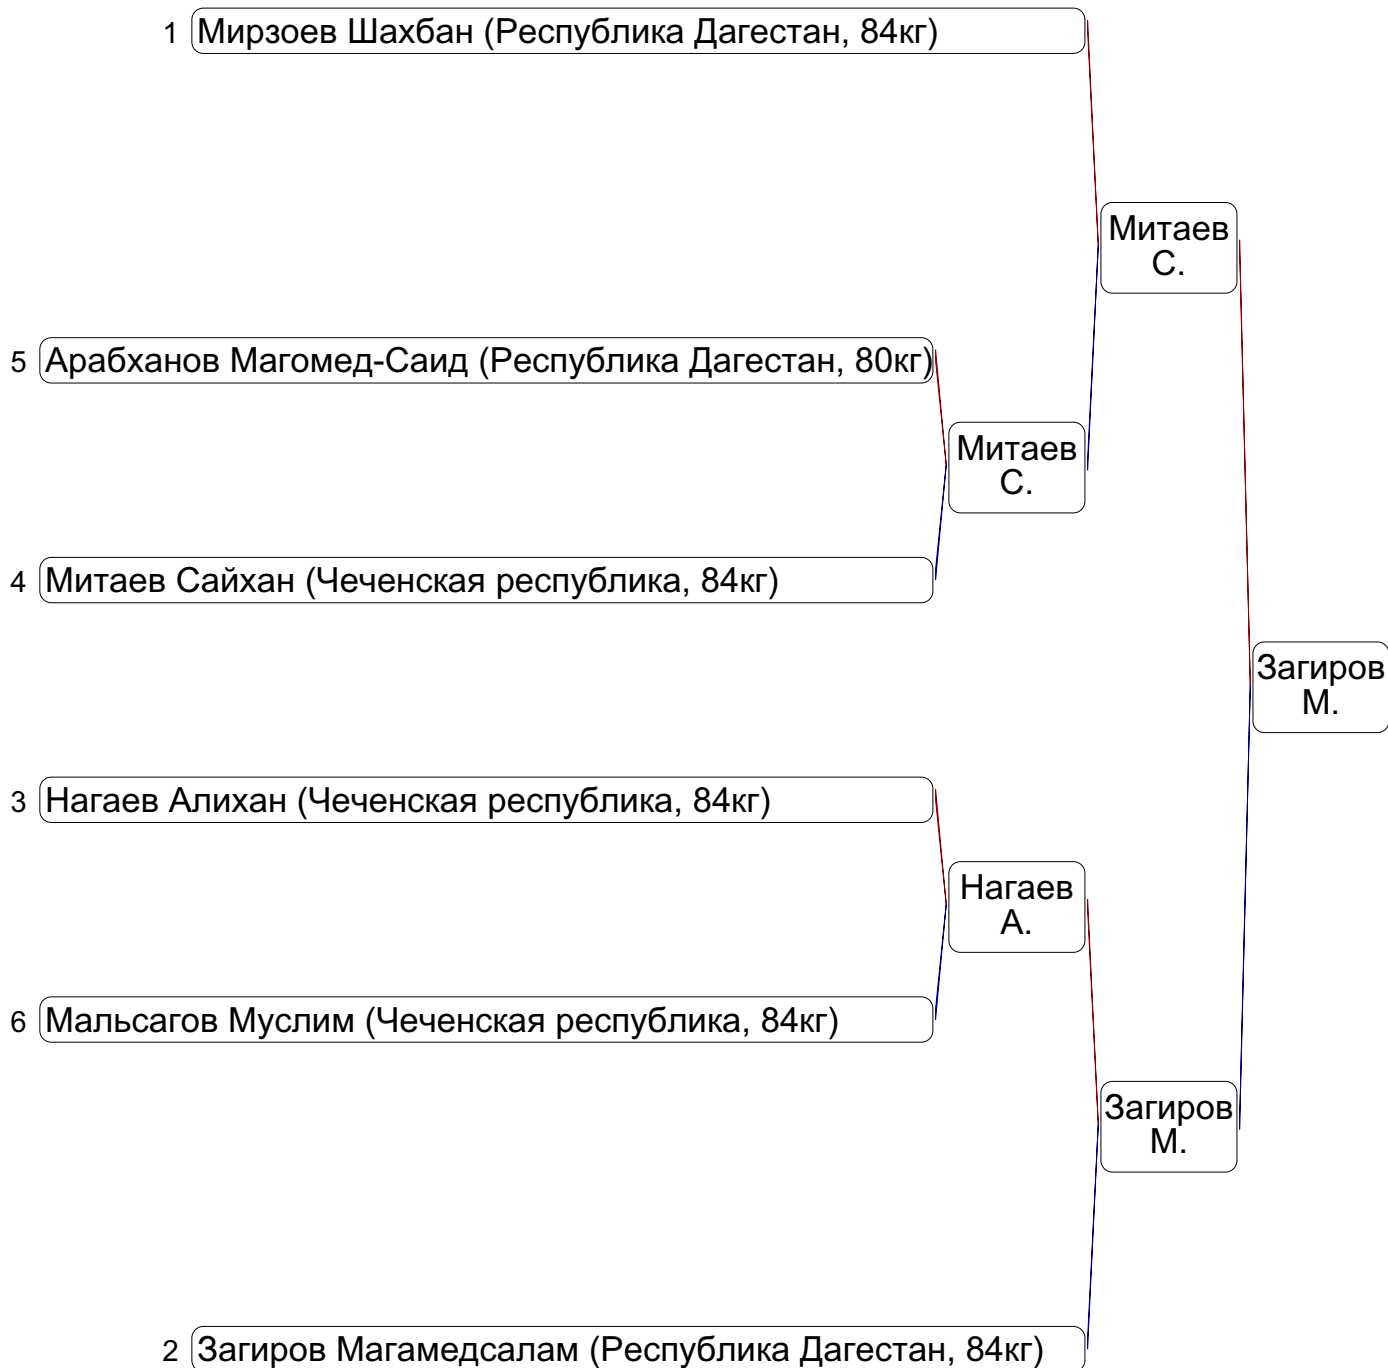 1 Мирзоев Шахбан (Республика Дагестан, 84кг)
Митаев
С.
5 Арабханов Магомед-Саид (Республика Дагестан, 80кг)
Митаев
С.
4 Митаев Сайхан (Чеченская республика, 84кг)
Загиров
М.
3 Нагаев Алихан (Чеченская республика, 84кг)
Нагаев
А.
6 Мальсагов Муслим (Чеченская республика, 84кг)
Загиров
М.
2 Загиров Магамедсалам (Республика Дагестан, 84кг)